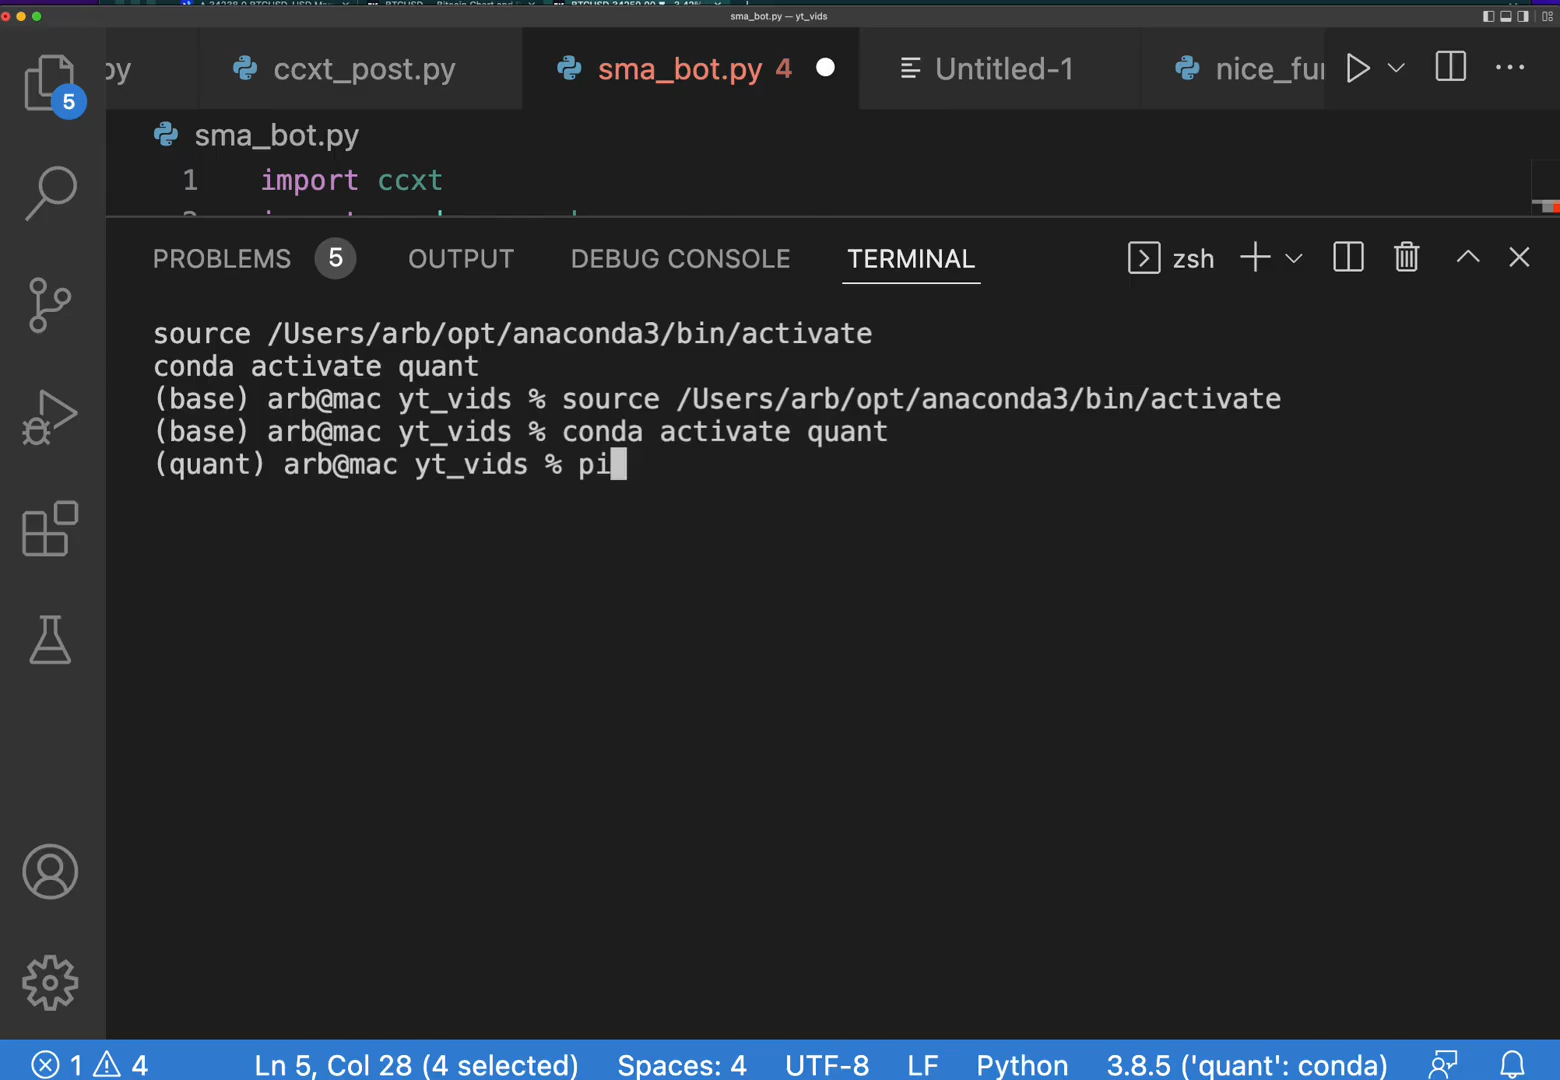 sma_bot.py — yt_vids
py
ccxt_post.py
sma_bot.py 4
Untitled-1
5
sma_bot.py
1 import ccxt
PROBLEMS 5 OUTPUT DEBUG CONSOLE TERMINAL zsh
source /Users/arb/opt/anaconda3/bin/activate
conda activate quant
(base) arb@mac yt_vids % source /Users/arb/opt/anaconda3/bin/activate
(base) arb@mac yt_vids % conda activate quant
(quant) arb@mac yt_vids % pi
1 4 Ln 5, Col 28 (4 selected) Spaces: 4 UTF-8 LF Python 3.8.5 ('quant': conda)